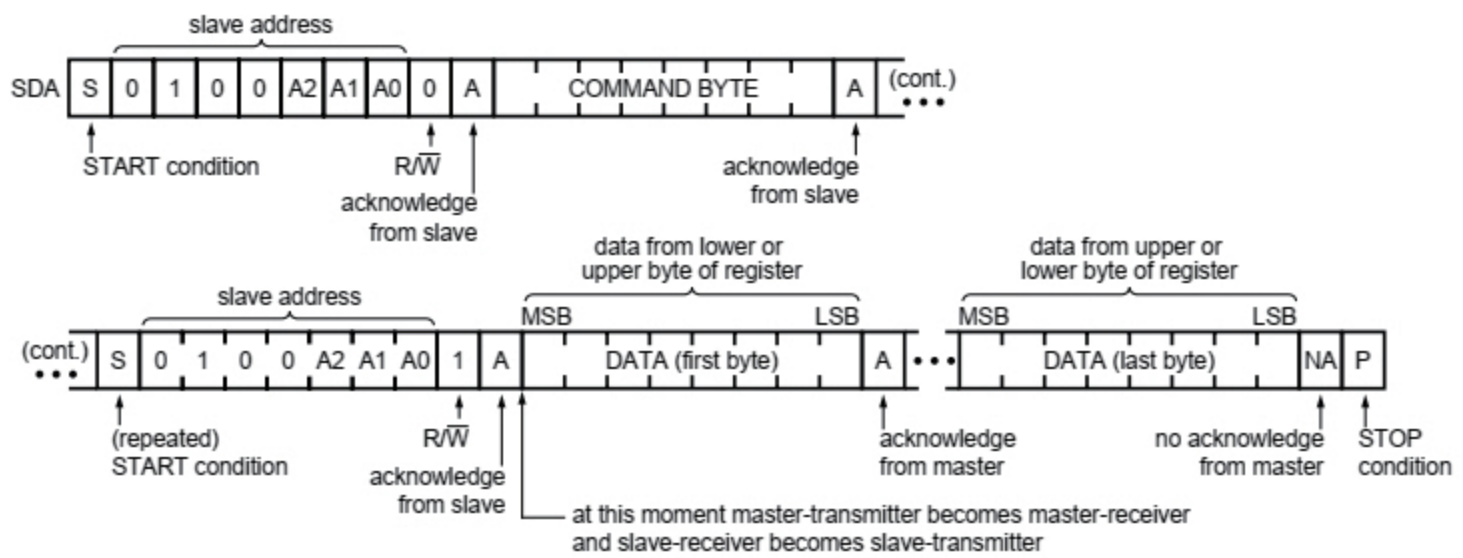 slave address
SDA S 0 1 0 0 A2 A1 A0 0 A COMMAND BYTE A (cont.)
START condition R/W̅ acknowledge
from slave
acknowledge
from slave
data from lower or
upper byte of register
data from upper or
lower byte of register
slave address
MSB LSB MSB LSB
(cont.) S 0 1 0 0 A2 A1 A0 1 A DATA (first byte) A DATA (last byte) NA P
(repeated)
START condition
R/W̅
acknowledge
from slave
acknowledge
from master
no acknowledge
from master
STOP
condition
at this moment master-transmitter becomes master-receiver
and slave-receiver becomes slave-transmitter